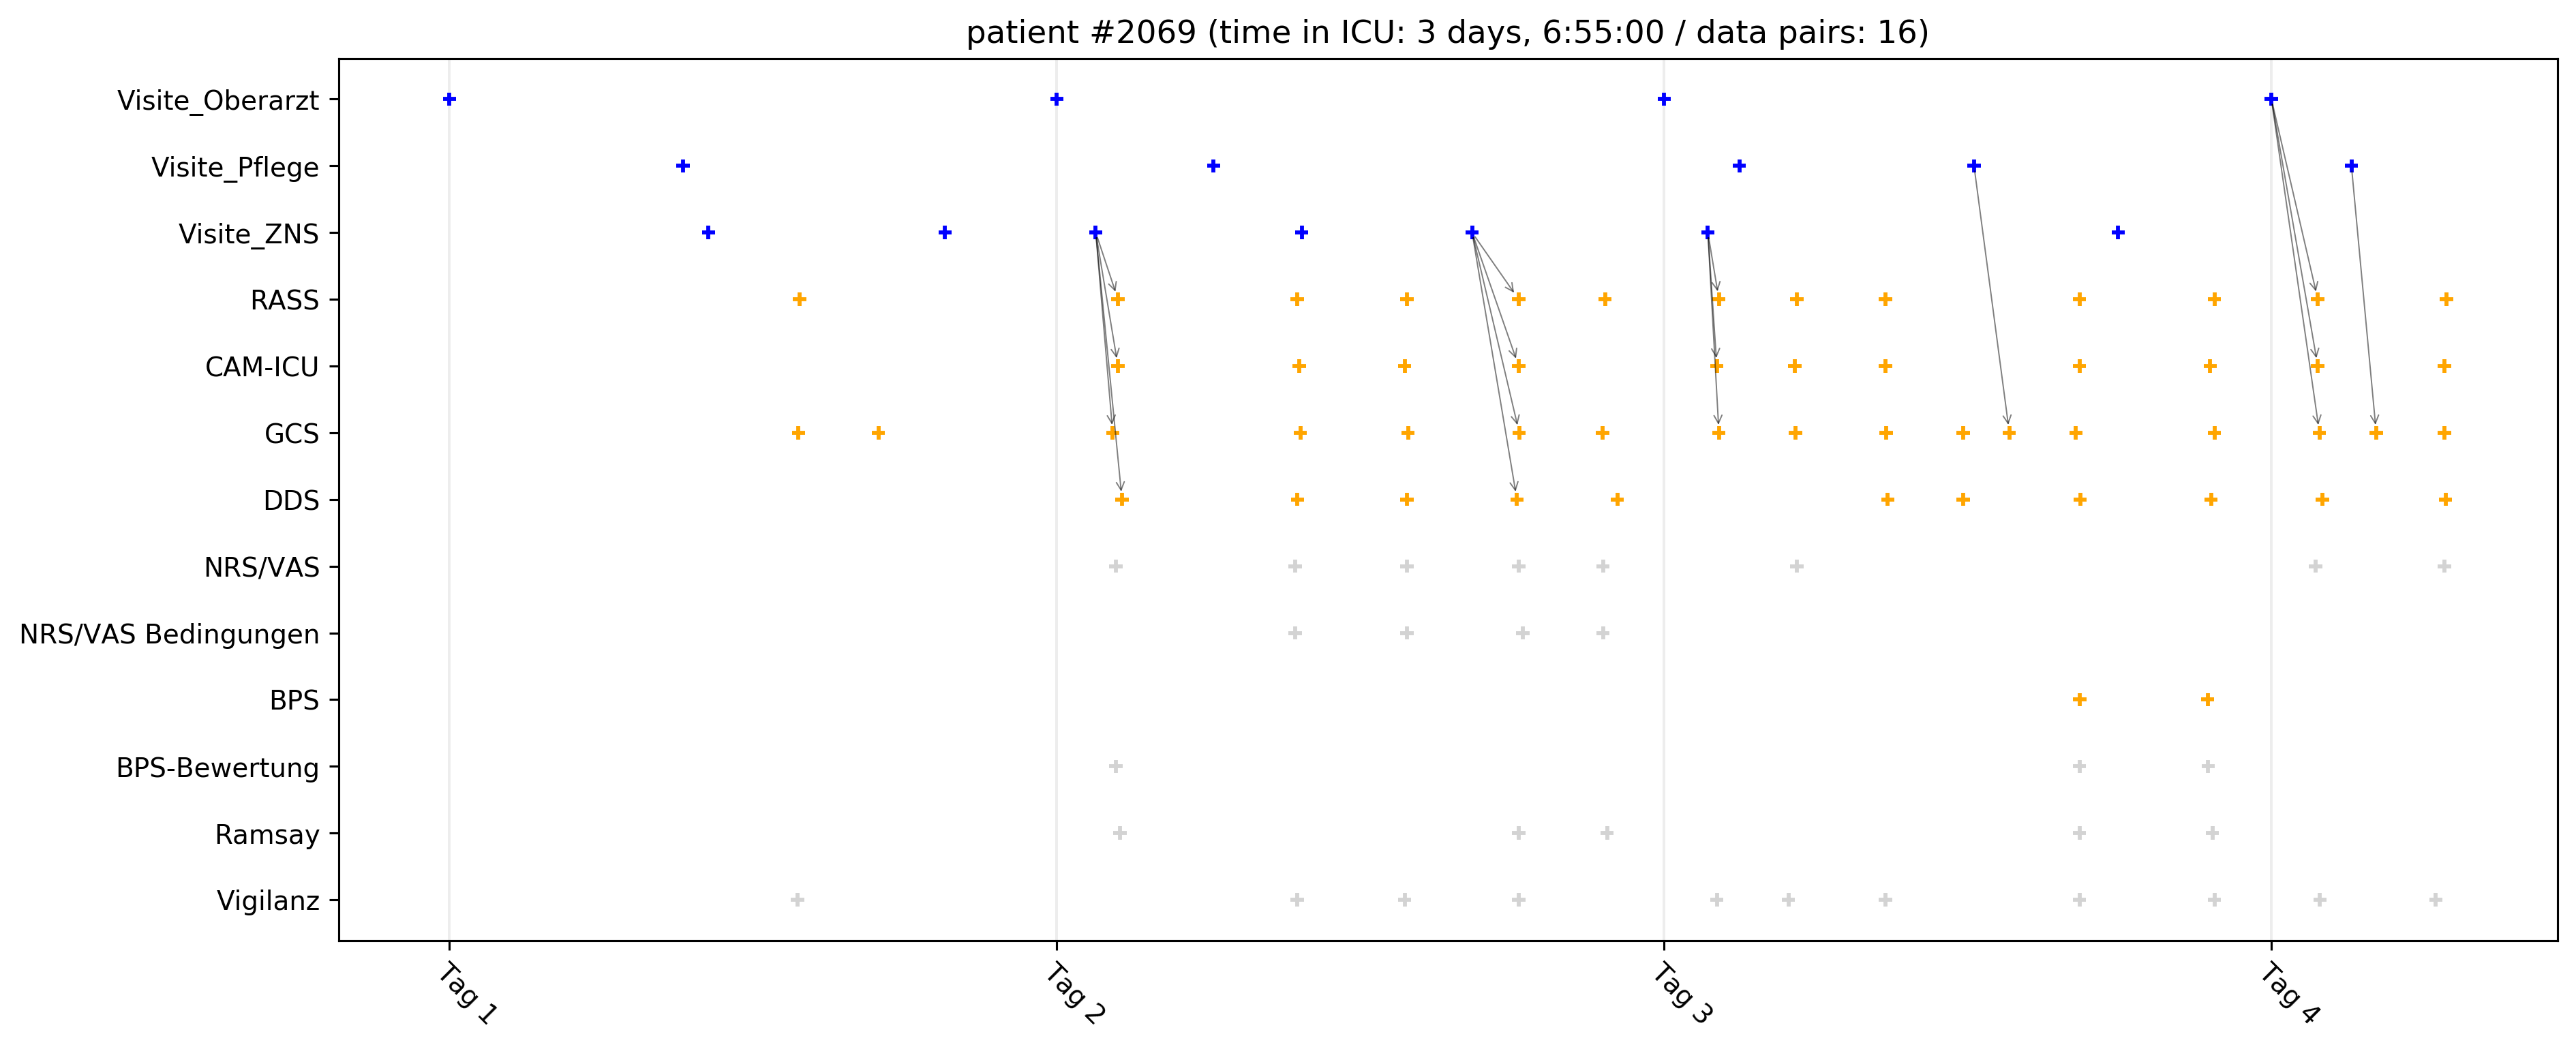 patient #2069 (time in ICU: 3 days, 6:55:00 / data pairs: 16)
Visite_Oberarzt
Visite_Pflege
Visite_ZNS
RASS
CAM-ICU
GCS
DDS
NRS/VAS
NRS/VAS Bedingungen
BPS
BPS-Bewertung
Ramsay
Vigilanz
Tag 1
Tag 2
Tag 3
Tag 4